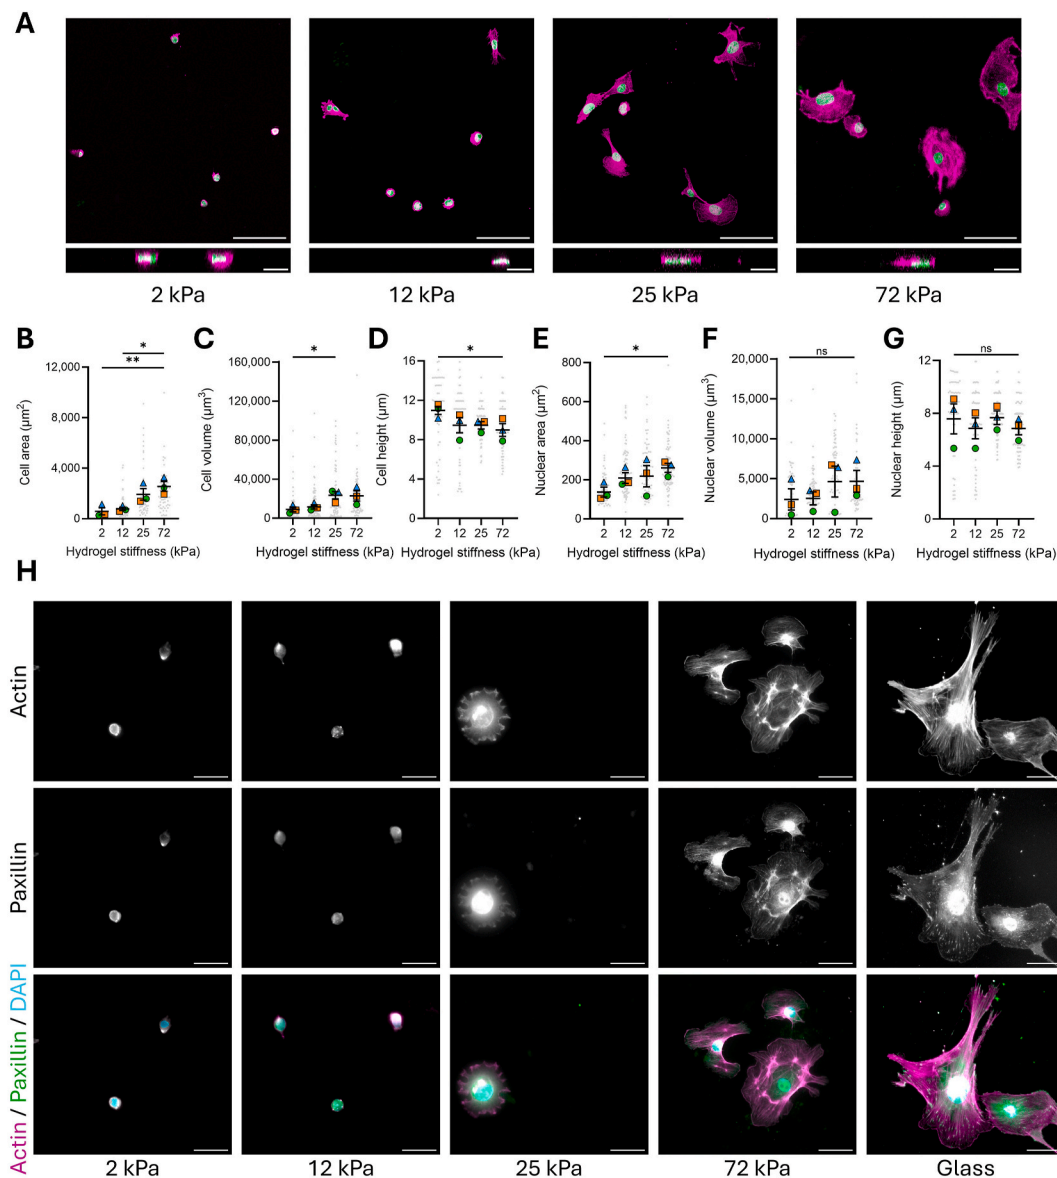 A
2 kPa
12 kPa
25 kPa
72 kPa
B
C
D
E
F
G
Cell area (µm²)
12,000
8,000
4,000
0
**
*
2
12
25
72
Hydrogel stiffness (kPa)
Cell volume (µm³)
160,000
120,000
80,000
40,000
0
*
2
12
25
72
Hydrogel stiffness (kPa)
Cell height (µm)
16
12
8
4
0
*
2
12
25
72
Hydrogel stiffness (kPa)
Nuclear area (µm²)
800
600
400
200
0
*
2
12
25
72
Hydrogel stiffness (kPa)
Nuclear volume (µm³)
20,000
15,000
10,000
5,000
0
ns
2
12
25
72
Hydrogel stiffness (kPa)
Nuclear height (µm)
12
8
4
0
ns
2
12
25
72
Hydrogel stiffness (kPa)
H
Actin
Paxillin
Actin / Paxillin / DAPI
2 kPa
12 kPa
25 kPa
72 kPa
Glass